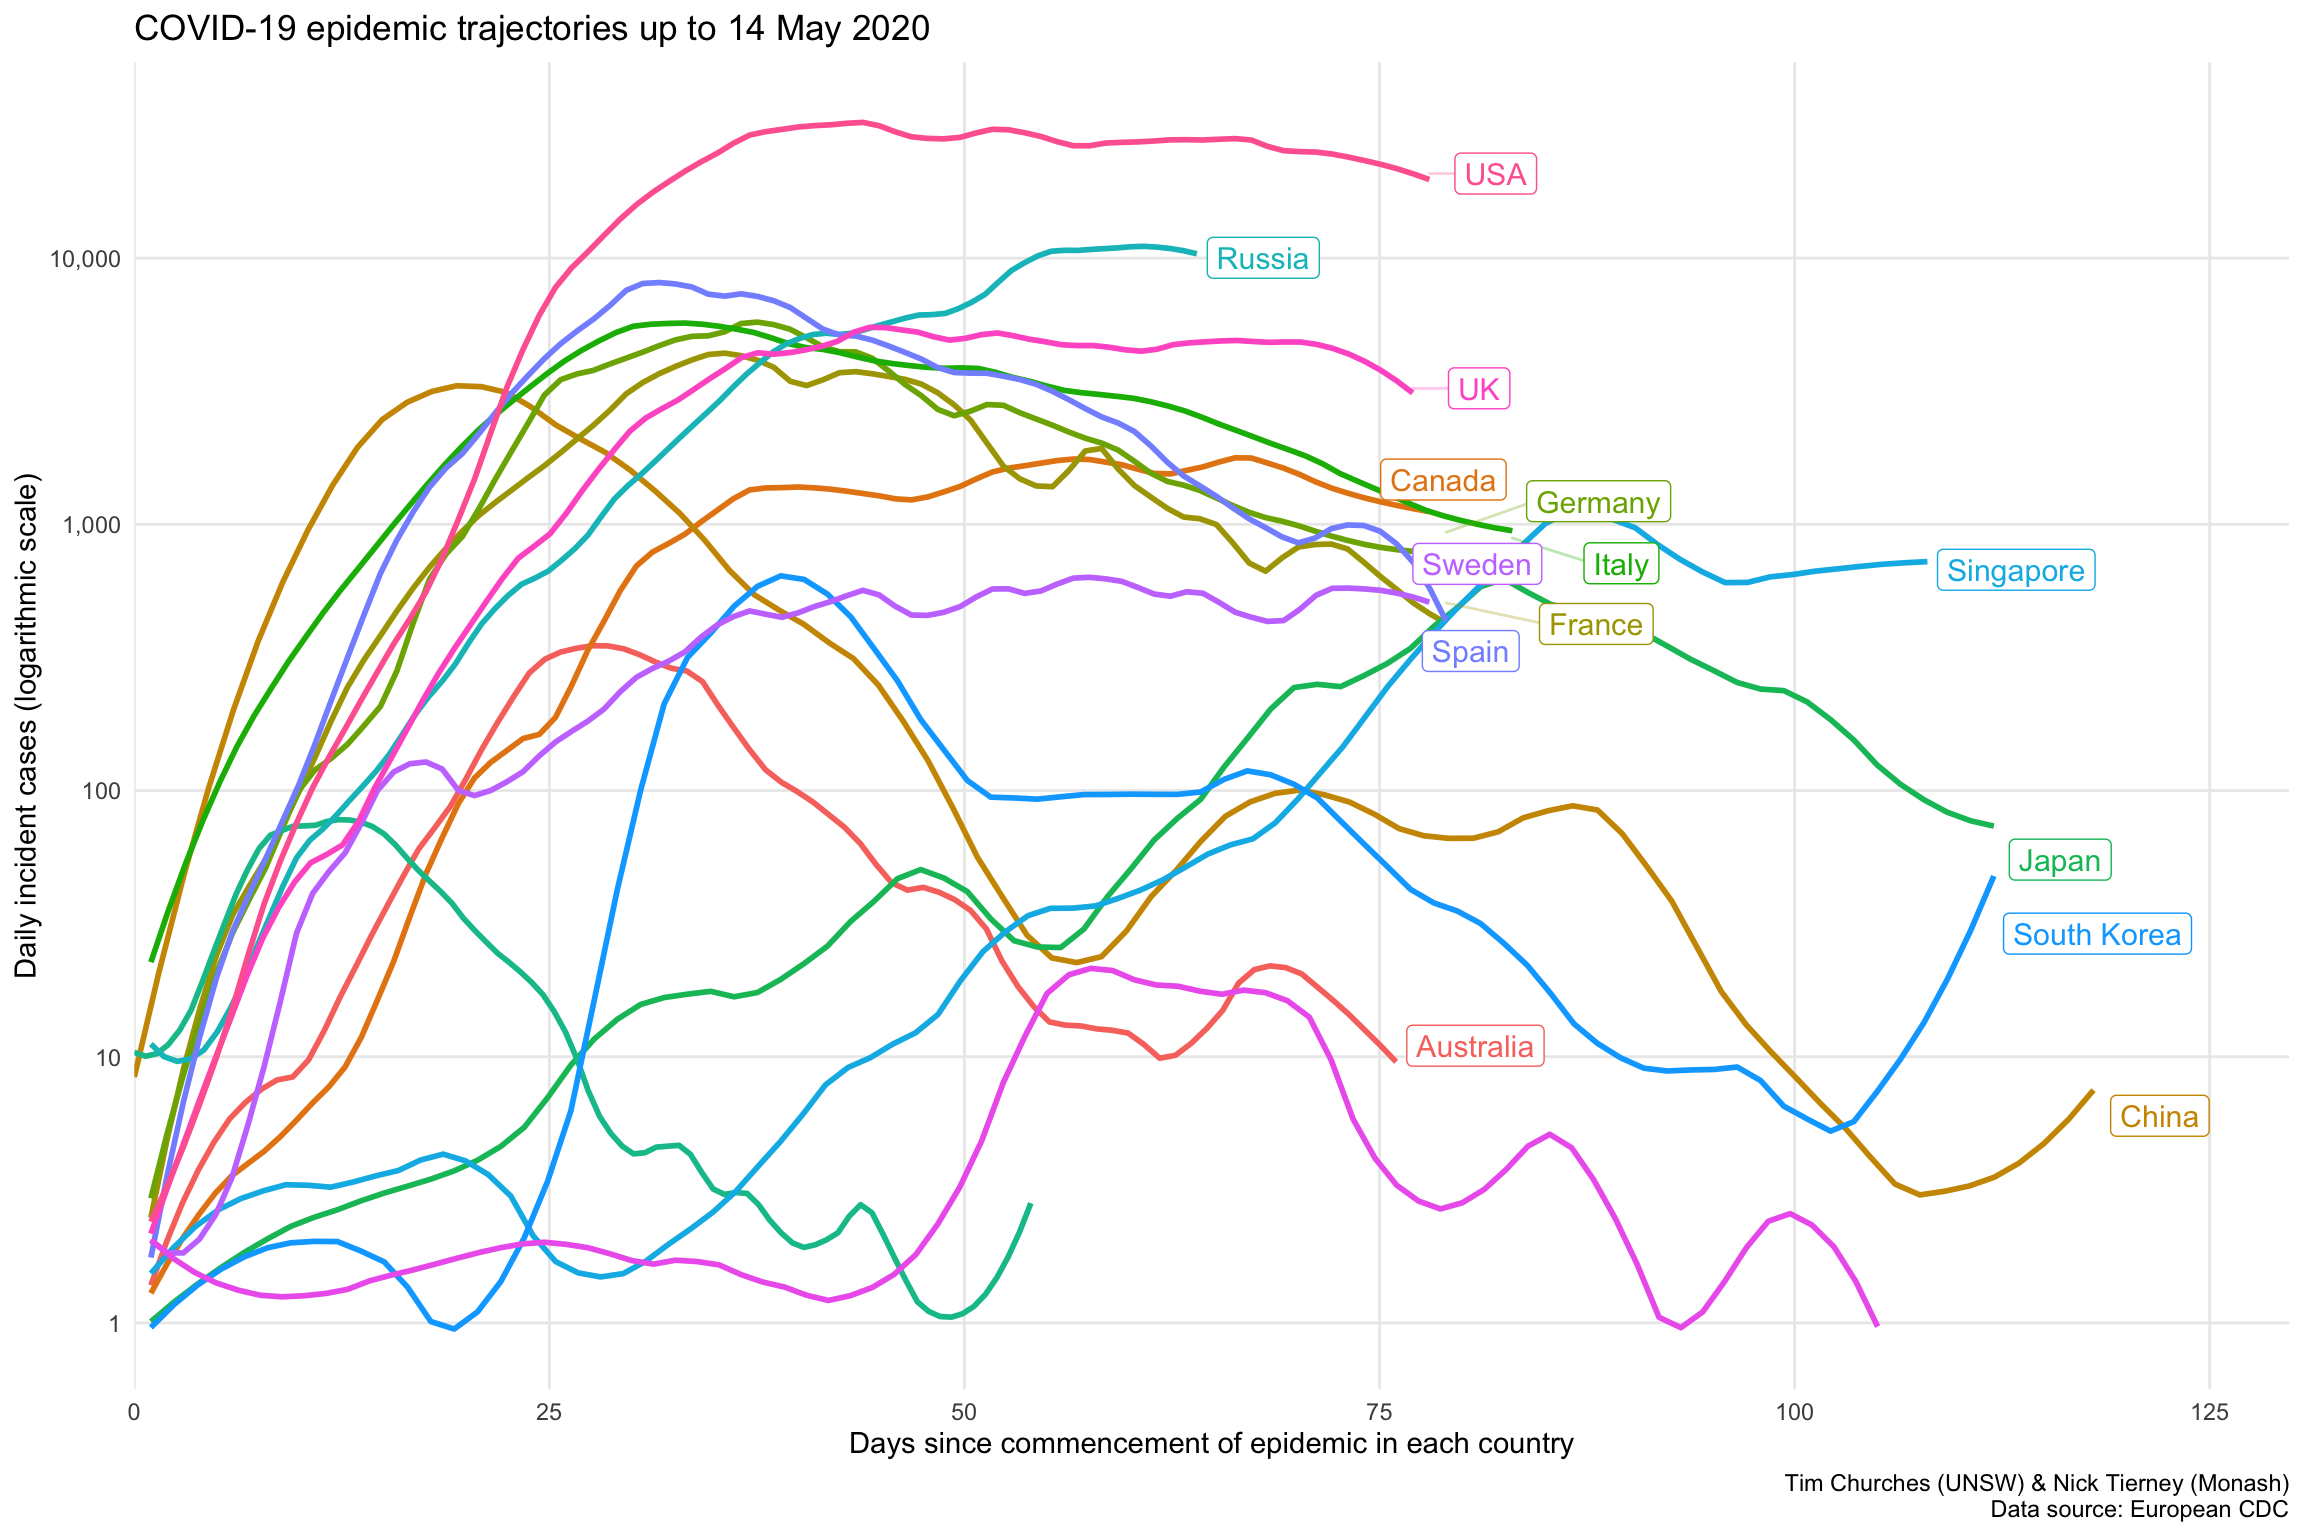 COVID-19 epidemic trajectories up to 14 May 2020
Daily incident cases (logarithmic scale)
10,000
1,000
100
10
1
USA
Russia
UK
Canada
Germany
Sweden
Italy
Singapore
France
Spain
Japan
South Korea
Australia
China
0
25
50
75
100
125
Days since commencement of epidemic in each country
Tim Churches (UNSW) & Nick Tierney (Monash)
Data source: European CDC